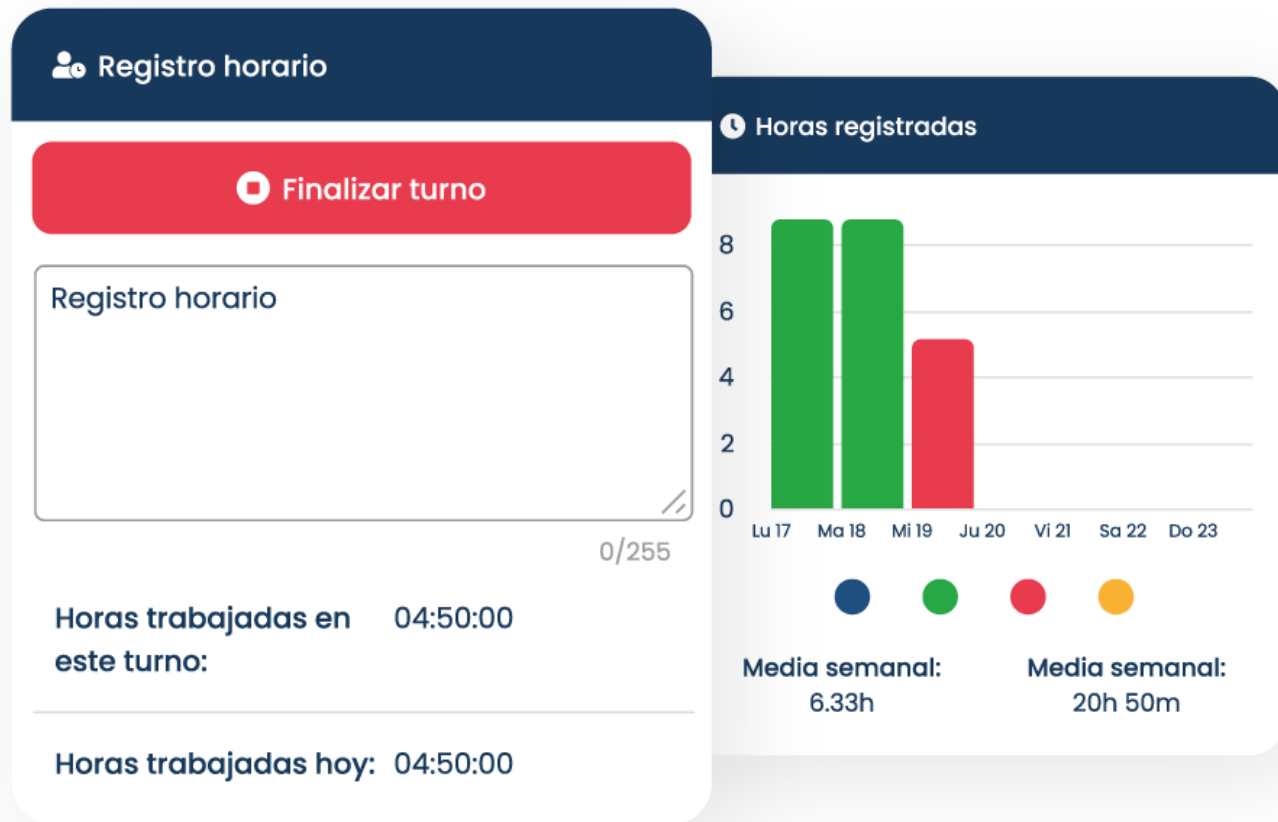 Registro horario
Finalizar turno
Registro horario
0/255
Horas trabajadas en
este turno:
04:50:00
Horas trabajadas hoy: 04:50:00
Horas registradas
8
6
4
2
0
Lu 17 Ma 18 Mi 19 Ju 20 Vi 21 Sa 22 Do 23
Media semanal:
6.33h
Media semanal:
20h 50m